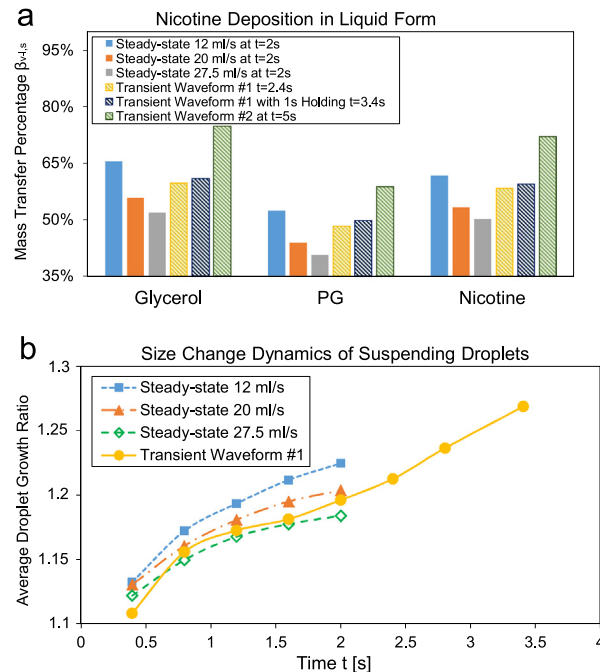 a
Nicotine Deposition in Liquid Form
Mass Transfer Percentage βv-l,s
95%
80%
65%
50%
35%
Steady-state 12 ml/s at t=2s
Steady-state 20 ml/s at t=2s
Steady-state 27.5 ml/s at t=2s
Transient Waveform #1 t=2.4s
Transient Waveform #1 with 1s Holding t=3.4s
Transient Waveform #2 at t=5s
Glycerol PG Nicotine
b
Size Change Dynamics of Suspending Droplets
Average Droplet Growth Ratio
1.3
1.25
1.2
1.15
1.1
Steady-state 12 ml/s
Steady-state 20 ml/s
Steady-state 27.5 ml/s
Transient Waveform #1
0 0.5 1 1.5 2 2.5 3 3.5 4
Time t [s]